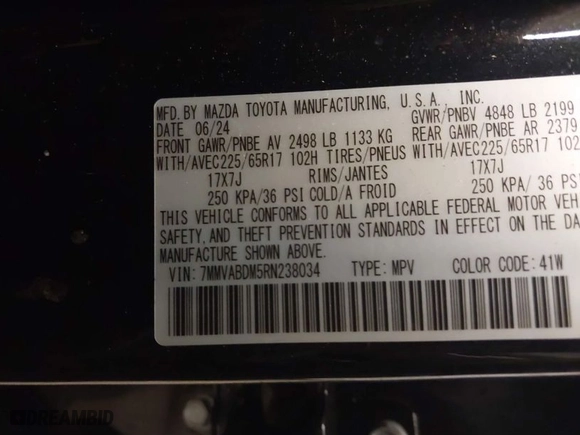 MFD. BY MAZDA TOYOTA MANUFACTURING, U.S.A., INC.
DATE 06/24 GVWR/PNBV 4848 LB 2199
FRONT GAWR/PNBE AV 2498 LB 1133 KG REAR GAWR/PNBE AR 2379
WITH/AVEC225/65R17 102H TIRES/PNEUS WITH/AVEC225/65R17 102
17X7J RIMS/JANTES 17X7J
250 KPA/36 PSI COLD/A FROID 250 KPA/ 36 PSI
THIS VEHICLE CONFORMS TO ALL APPLICABLE FEDERAL MOTOR VEH
SAFETY, AND THEFT PREVENTION STANDARDS IN EFFECT ON THE DA
MANUFACTURE SHOWN ABOVE.
VIN: 7MMVABDM5RN238034 TYPE: MPV COLOR CODE: 41W
DREAMBID